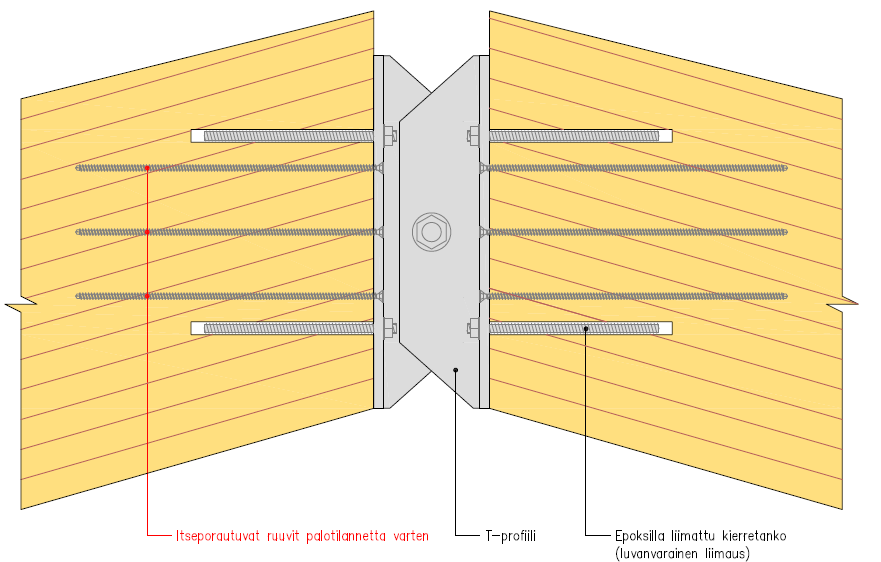 Itseporautuvat ruuvit palotilannetta varten
T-profiili
Epoksilla liimattu kierretanko
(luvanvarainen liimaus)